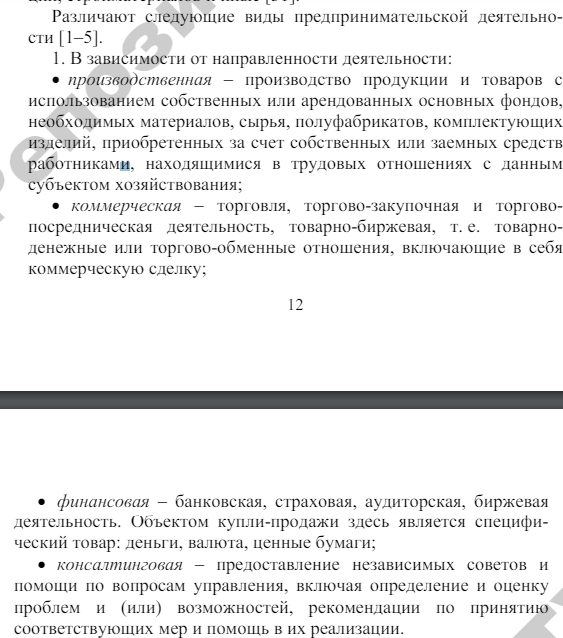 Различают следующие виды предпринимательской деятельно-
сти [1–5].
1. В зависимости от направленности деятельности:
• производственная – производство продукции и товаров с
использованием собственных или арендованных основных фондов,
необходимых материалов, сырья, полуфабрикатов, комплектующих
изделий, приобретенных за счет собственных или заемных средств
работниками, находящимися в трудовых отношениях с данным
субъектом хозяйствования;
• коммерческая – торговля, торгово-закупочная и торгово-
посредническая деятельность, товарно-биржевая, т. е. товарно-
денежные или торгово-обменные отношения, включающие в себя
коммерческую сделку;
12
• финансовая – банковская, страховая, аудиторская, биржевая
деятельность. Объектом купли-продажи здесь является специфи-
ческий товар: деньги, валюта, ценные бумаги;
• консалтинговая – предоставление независимых советов и
помощи по вопросам управления, включая определение и оценку
проблем и (или) возможностей, рекомендации по принятию
соответствующих мер и помощь в их реализации.